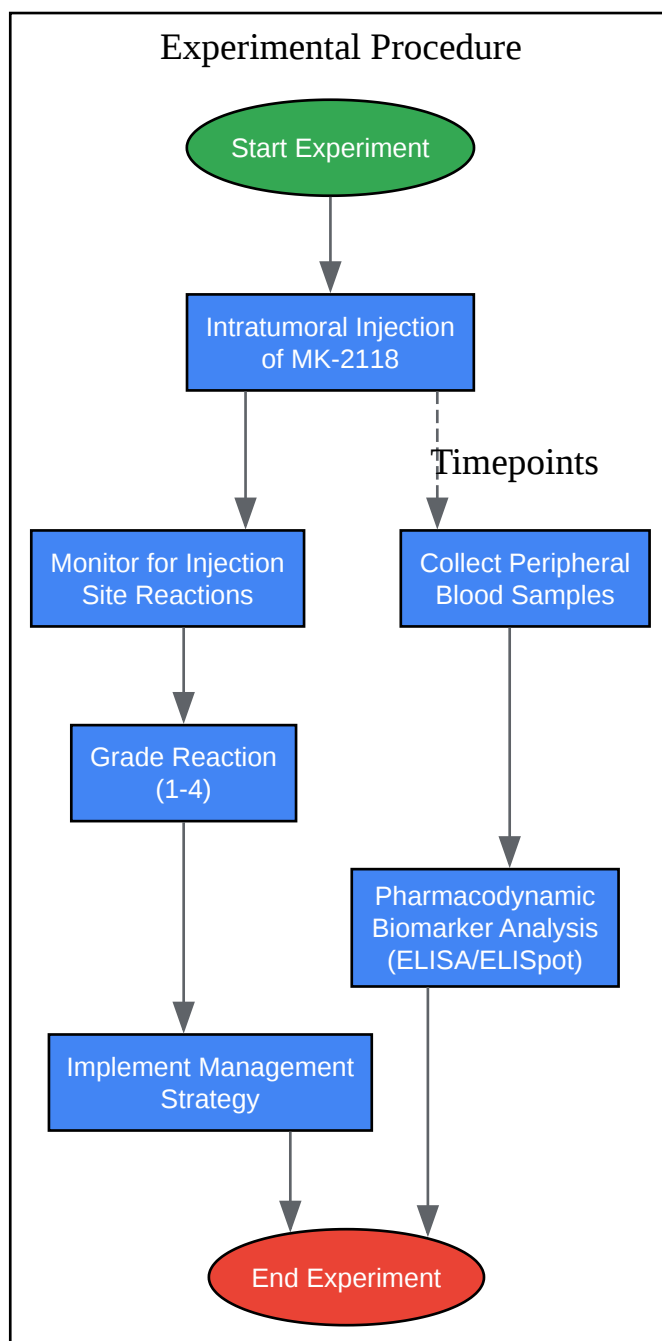 Experimental Procedure
Start Experiment
Intratumoral Injection
of MK-2118
Timepoints
Monitor for Injection
Site Reactions
Collect Peripheral
Blood Samples
Grade Reaction
(1-4)
Pharmacodynamic
Biomarker Analysis
(ELISA/ELISpot)
Implement Management
Strategy
End Experiment